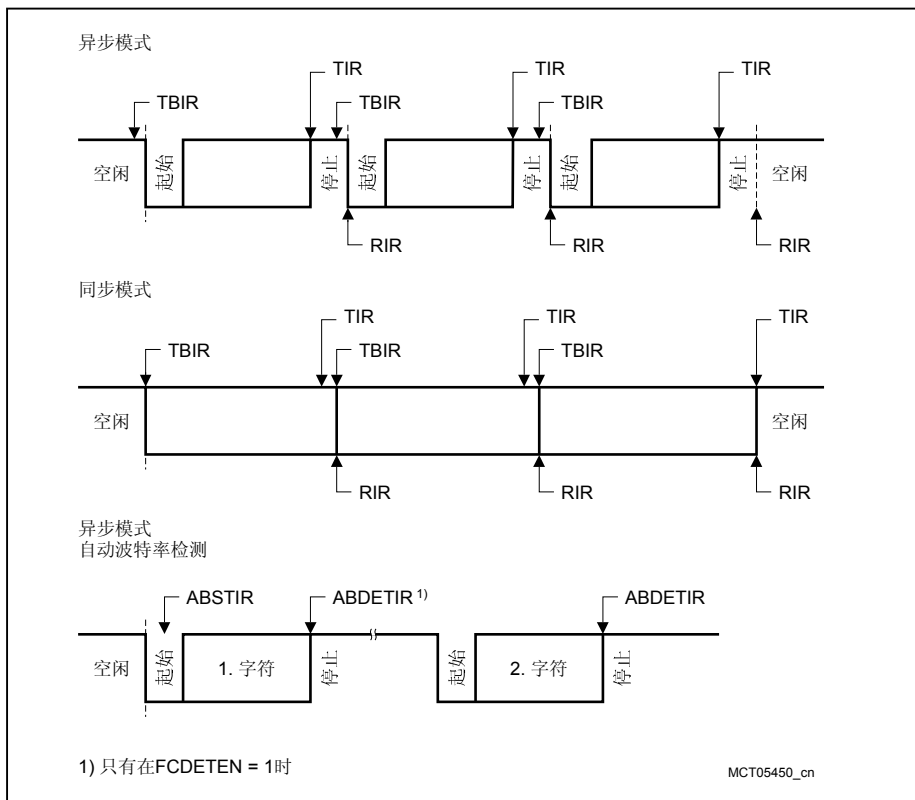 异步模式
TIR TIR TIR
TBIR TBIR TBIR
空闲 起始 停止 起始 停止 起始 停止 空闲
RIR RIR RIR
同步模式
TIR TIR TIR
TBIR TBIR TBIR
空闲 空闲
RIR RIR RIR
异步模式
自动波特率检测
ABSTIR ABDETIR 1) ABDETIR
空闲 起始 1. 字符 停止 起始 2. 字符 停止
1) 只有在FCDETEN = 1时
MCT05450_cn